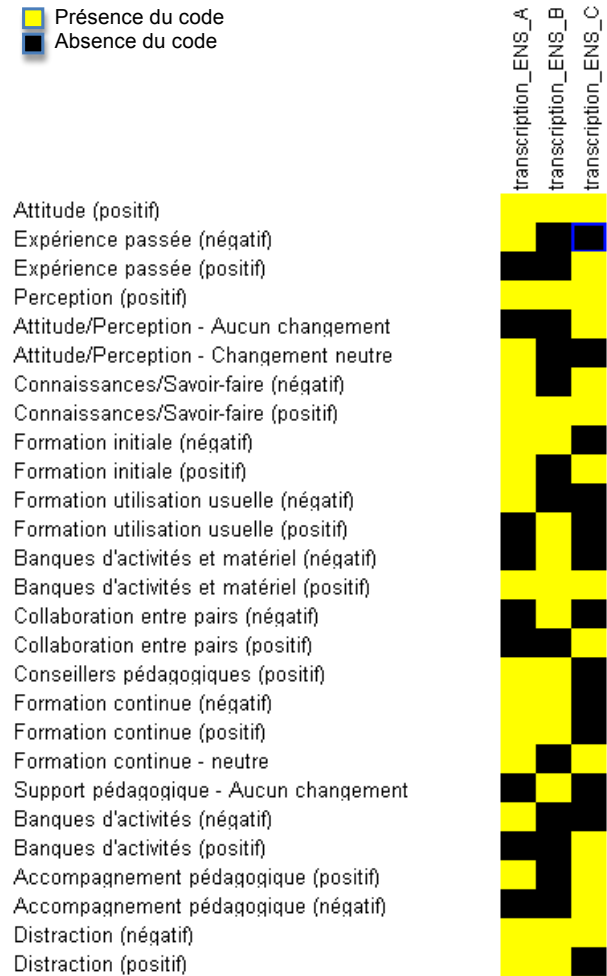 Présence du code
Absence du code
transcription_ENS_A
transcription_ENS_B
transcription_ENS_C
Attitude (positif)
Expérience passée (négatif)
Expérience passée (positif)
Perception (positif)
Attitude/Perception - Aucun changement
Attitude/Perception - Changement neutre
Connaissances/Savoir-faire (négatif)
Connaissances/Savoir-faire (positif)
Formation initiale (négatif)
Formation initiale (positif)
Formation utilisation usuelle (négatif)
Formation utilisation usuelle (positif)
Banques d'activités et matériel (négatif)
Banques d'activités et matériel (positif)
Collaboration entre pairs (négatif)
Collaboration entre pairs (positif)
Conseillers pédagogiques (positif)
Formation continue (négatif)
Formation continue (positif)
Formation continue - neutre
Support pédagogique - Aucun changement
Banques d'activités (négatif)
Banques d'activités (positif)
Accompagnement pédagogique (positif)
Accompagnement pédagogique (négatif)
Distraction (négatif)
Distraction (positif)